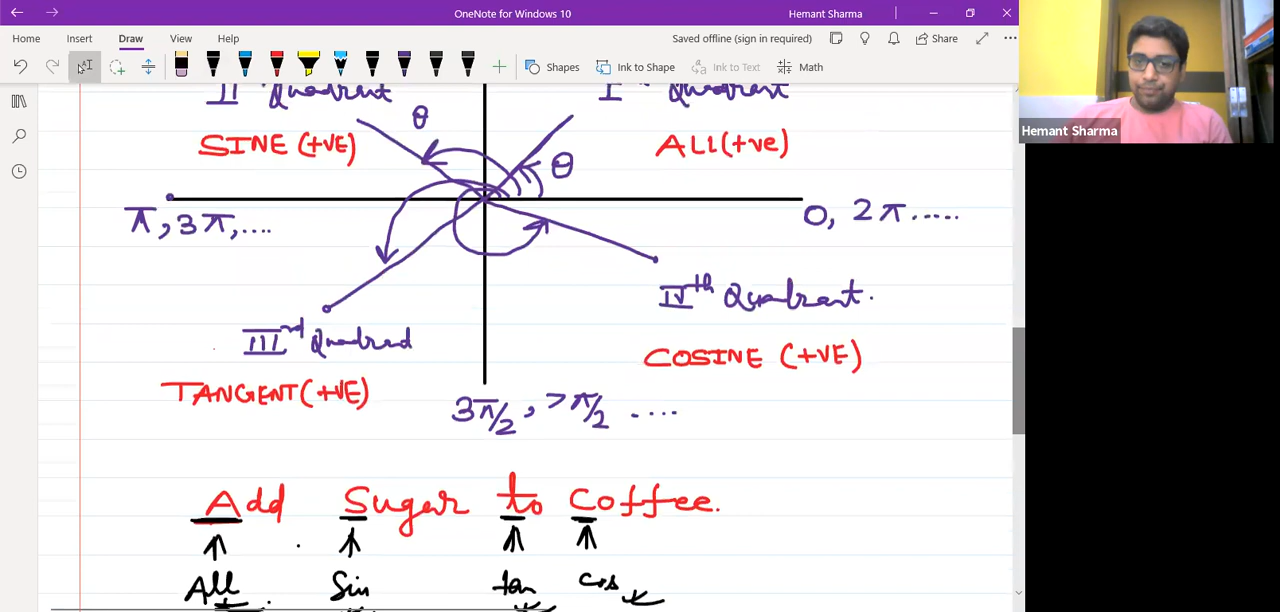 OneNote for Windows 10
Hemant Sharma
Home Insert Draw View Help
Saved offline (sign in required)
Share
Shapes
Ink to Shape
Ink to Text
Math
II Quadrant
I Quadrant
SINE (+VE)
θ
ALL (+ve)
θ
π, 3π, ....
0, 2π .....
IVth Quadrant.
IIIrd Quadrad
COSINE (+VE)
TANGENT (+VE)
3π/2, 7π/2 ....
Add Sugar to Coffee.
All Sin tan cos
Hemant Sharma